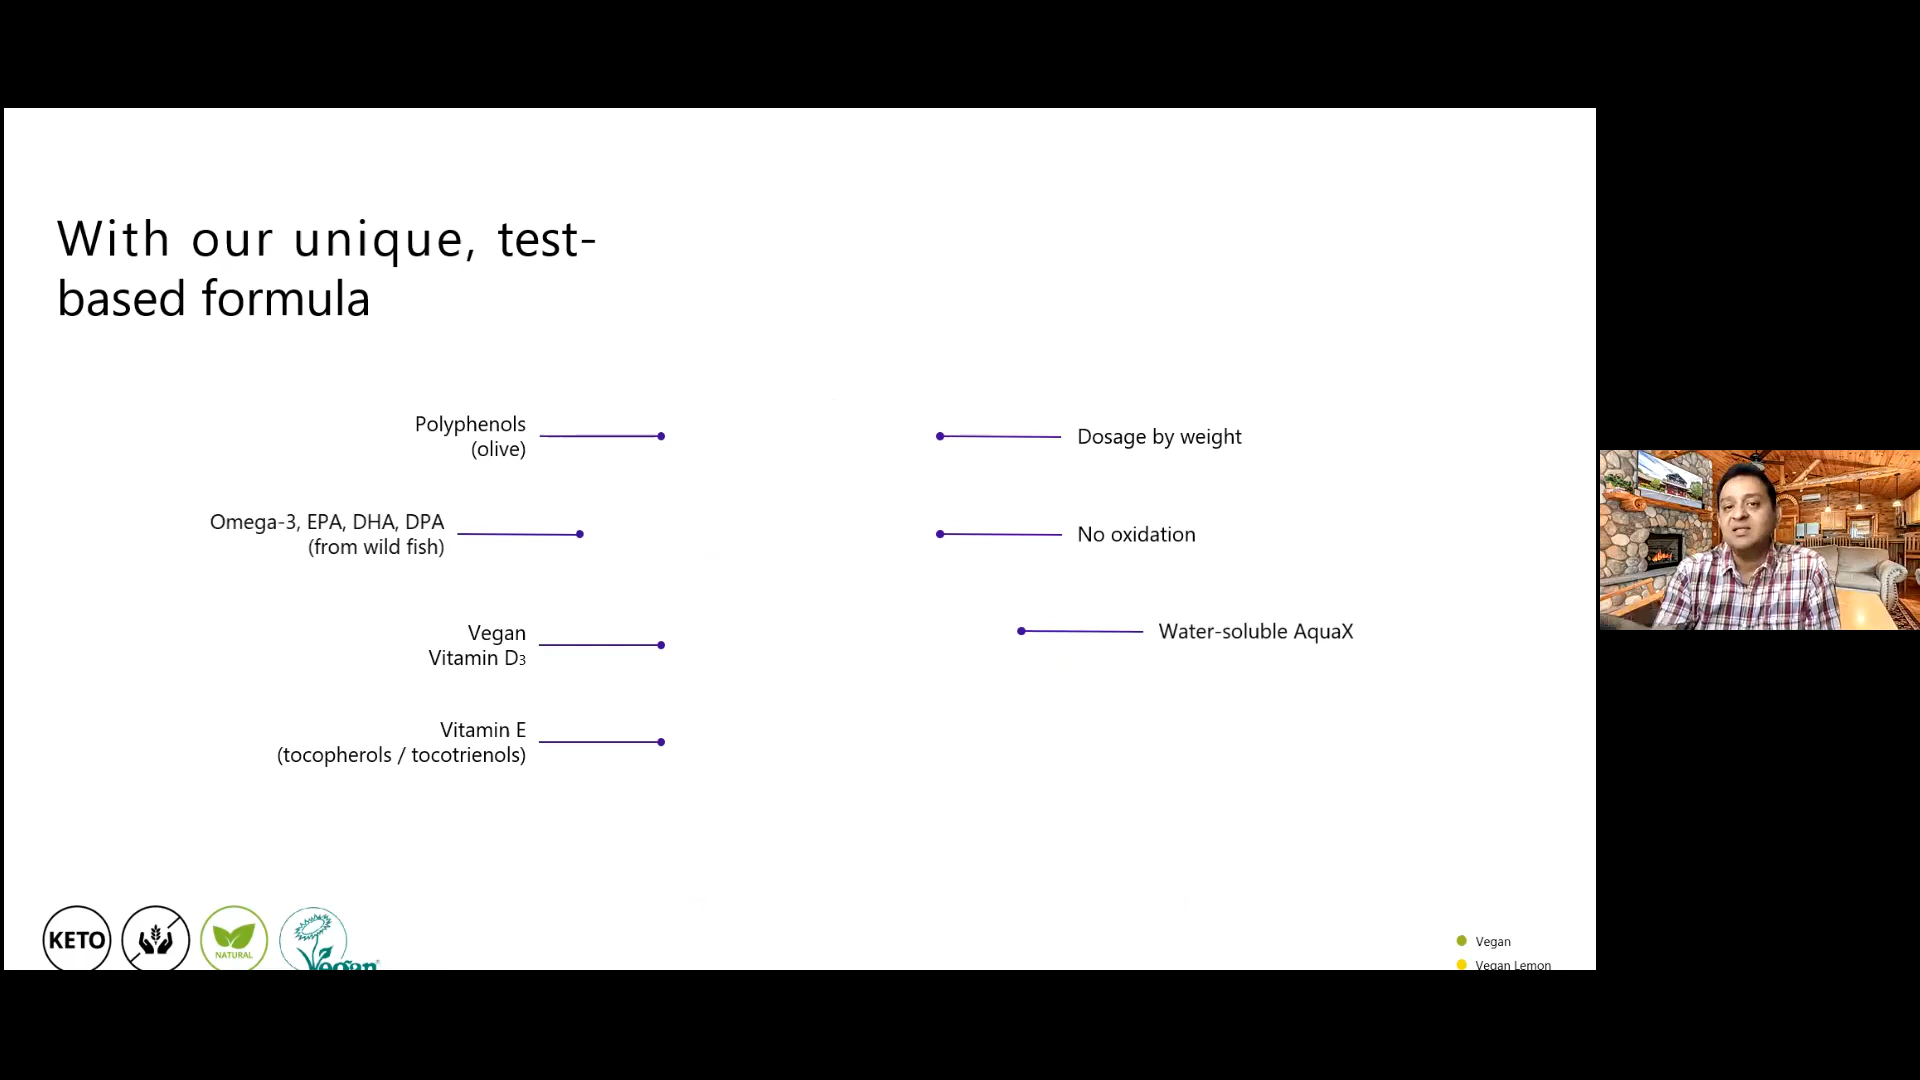 With our unique, test-
based formula
Polyphenols
(olive)
Omega-3, EPA, DHA, DPA
(from wild fish)
Vegan
Vitamin D3
Vitamin E
(tocopherols / tocotrienols)
Dosage by weight
No oxidation
Water-soluble AquaX
KETO
NATURAL
Vegan
Vegan
Vegan Lemon